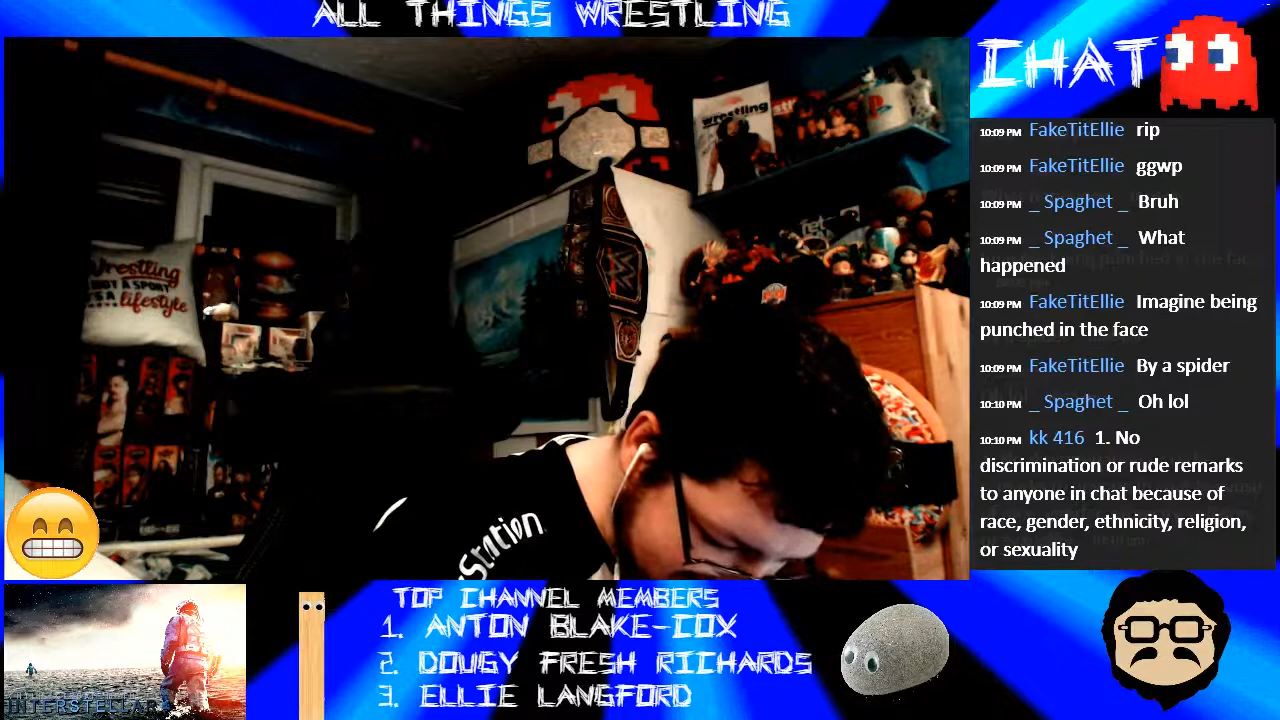 ALL THINGS WRESTLING
CHAT
10:09 PM FakeTitEllie rip
10:09 PM FakeTitEllie ggwp
10:09 PM _ Spaghet _ Bruh
10:09 PM _ Spaghet _ What
happened
10:09 PM FakeTitEllie Imagine being
punched in the face
10:09 PM FakeTitEllie By a spider
10:10 PM _ Spaghet _ Oh lol
10:10 PM kk 416 1. No
discrimination or rude remarks
to anyone in chat because of
race, gender, ethnicity, religion,
or sexuality
wrestling
Wrestling
NOT A SPORT
IT'S A lifestyle
Station
INTERSTELLAR
TOP CHANNEL MEMBERS
1. ANTON BLAKE-COX
2. DOUGY FRESH RICHARDS
3. ELLIE LANGFORD